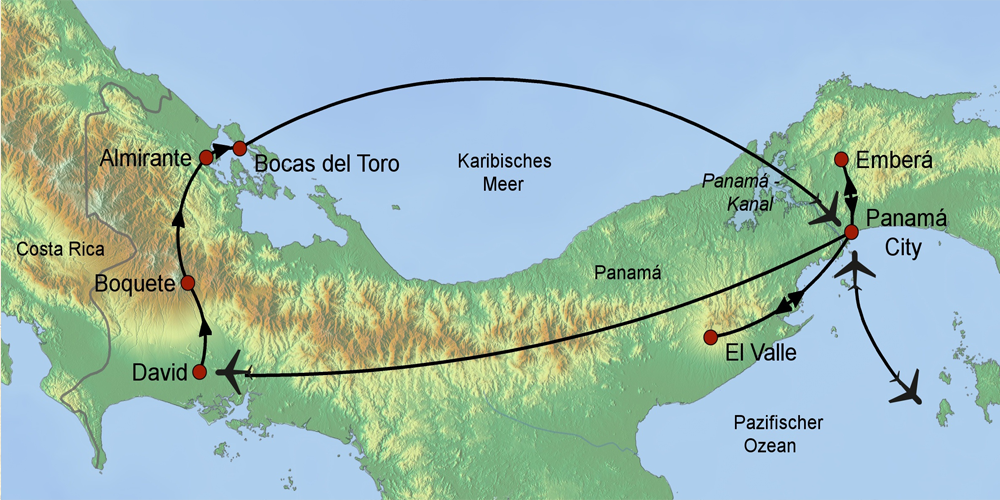 Almirante
Bocas del Toro
Karibisches
Meer
Panamá -
Kanal
Emberá
Panamá
City
Costa Rica
Boquete
Panamá
El Valle
David
Pazifischer
Ozean